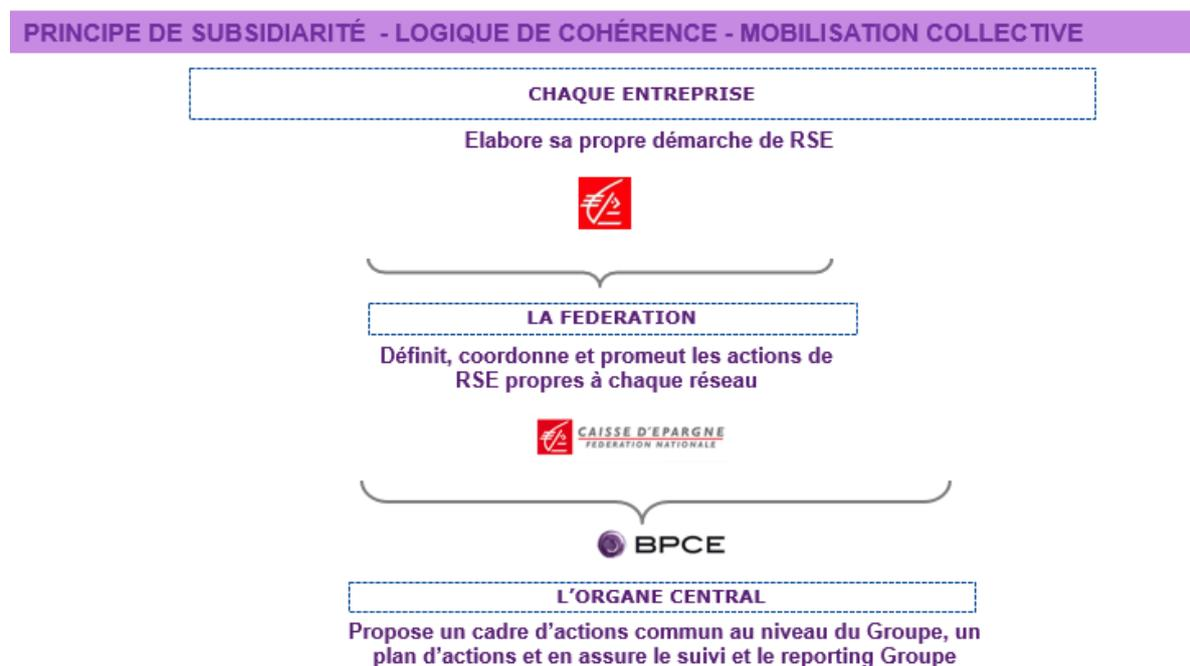 PRINCIPE DE SUBSIDIARITÉ - LOGIQUE DE COHÉRENCE - MOBILISATION COLLECTIVE
CHAQUE ENTREPRISE
Elabore sa propre démarche de RSE
LA FEDERATION
Définit, coordonne et promeut les actions de
RSE propres à chaque réseau
CAISSE D'EPARGNE
FEDERATION NATIONALE
BPCE
L'ORGANE CENTRAL
Propose un cadre d'actions commun au niveau du Groupe, un
plan d'actions et en assure le suivi et le reporting Groupe